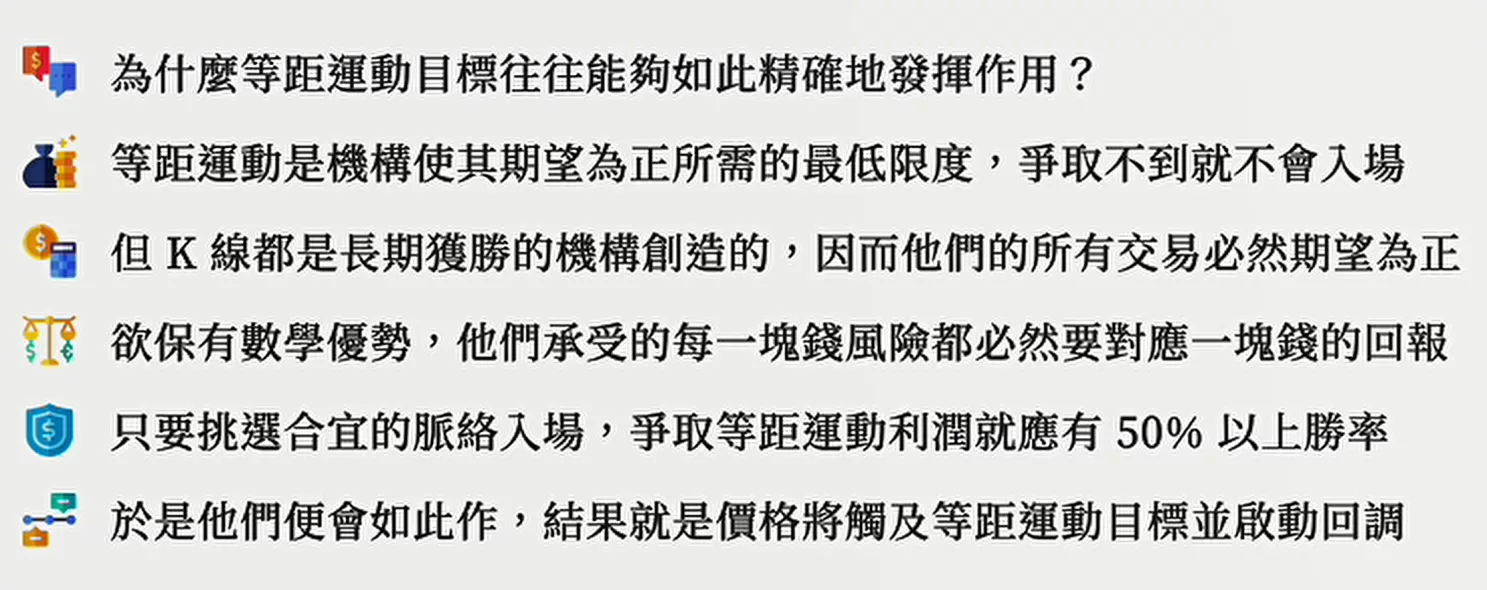 為什麼等距運動目標往往能夠如此精確地發揮作用？
等距運動是機構使其期望為正所需的最低限度，爭取不到就不會入場
但 K 線都是長期獲勝的機構創造的，因而他們的所有交易必然期望為正
欲保有數學優勢，他們承受的每一塊錢風險都必然要對應一塊錢的回報
只要挑選合宜的脈絡入場，爭取等距運動利潤就應有 50% 以上勝率
於是他們便會如此作，結果就是價格將觸及等距運動目標並啟動回調